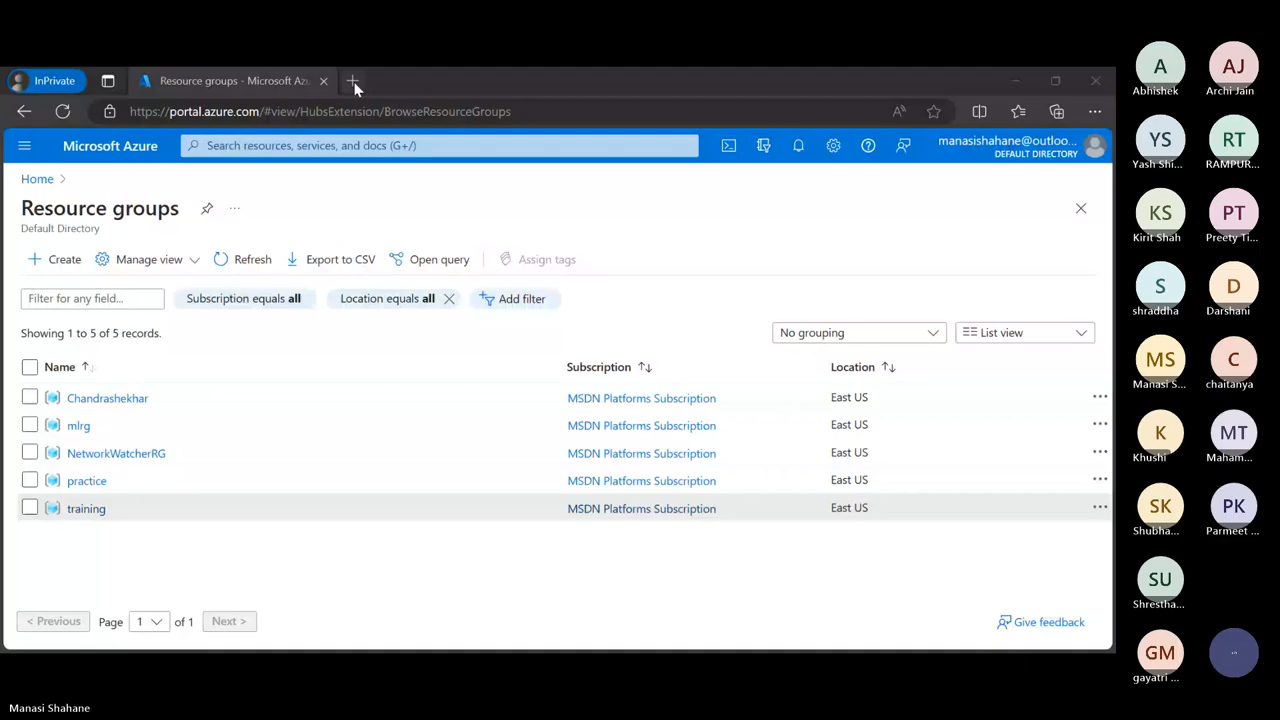 InPrivate
Resource groups - Microsoft Azu
https://portal.azure.com/#view/HubsExtension/BrowseResourceGroups
Microsoft Azure
Search resources, services, and docs (G+/)
manasishahane@outloo...
DEFAULT DIRECTORY
Home
Resource groups
Default Directory
Create
Manage view
Refresh
Export to CSV
Open query
Assign tags
Filter for any field...
Subscription equals all
Location equals all
Add filter
Showing 1 to 5 of 5 records.
No grouping
List view
Name
Subscription
Location
Chandrashekhar MSDN Platforms Subscription East US
mlrg MSDN Platforms Subscription East US
NetworkWatcherRG MSDN Platforms Subscription East US
practice MSDN Platforms Subscription East US
training MSDN Platforms Subscription East US
< Previous Page 1 of 1 Next >
Give feedback
A
Abhishek
AJ
Archi Jain
YS
Yash Shi...
RT
RAMPUR...
KS
Kirit Shah
PT
Preety Ti...
S
shraddha
D
Darshani
MS
Manasi S...
C
chaitanya
K
Khushi
MT
Maham...
SK
Shubha...
PK
Parmeet ...
SU
Shrestha...
GM
gayatri ...
Manasi Shahane